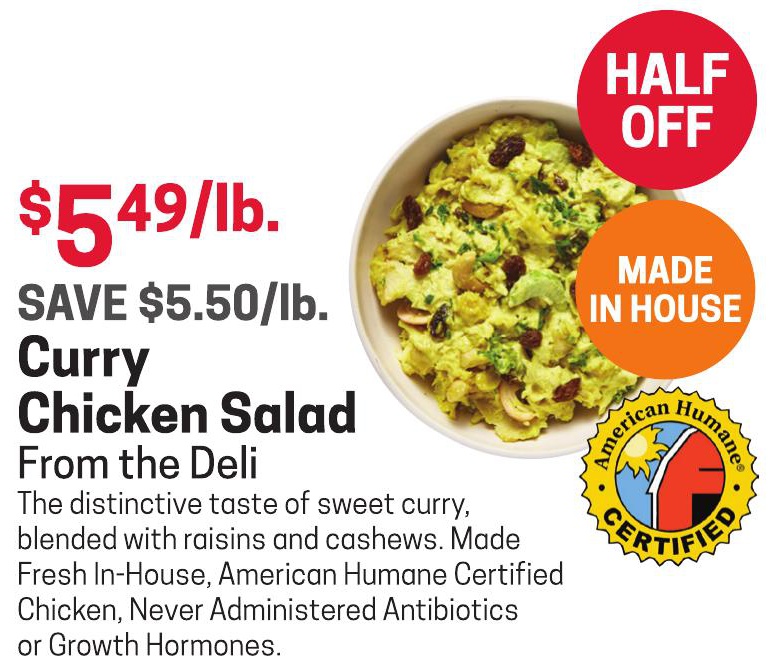 HALF
OFF
$5.49/lb.
SAVE $5.50/lb.
MADE
IN HOUSE
Curry
Chicken Salad
From the Deli
The distinctive taste of sweet curry,
blended with raisins and cashews. Made
Fresh In-House, American Humane Certified
Chicken, Never Administered Antibiotics
or Growth Hormones.
American Humane®
CERTIFIED